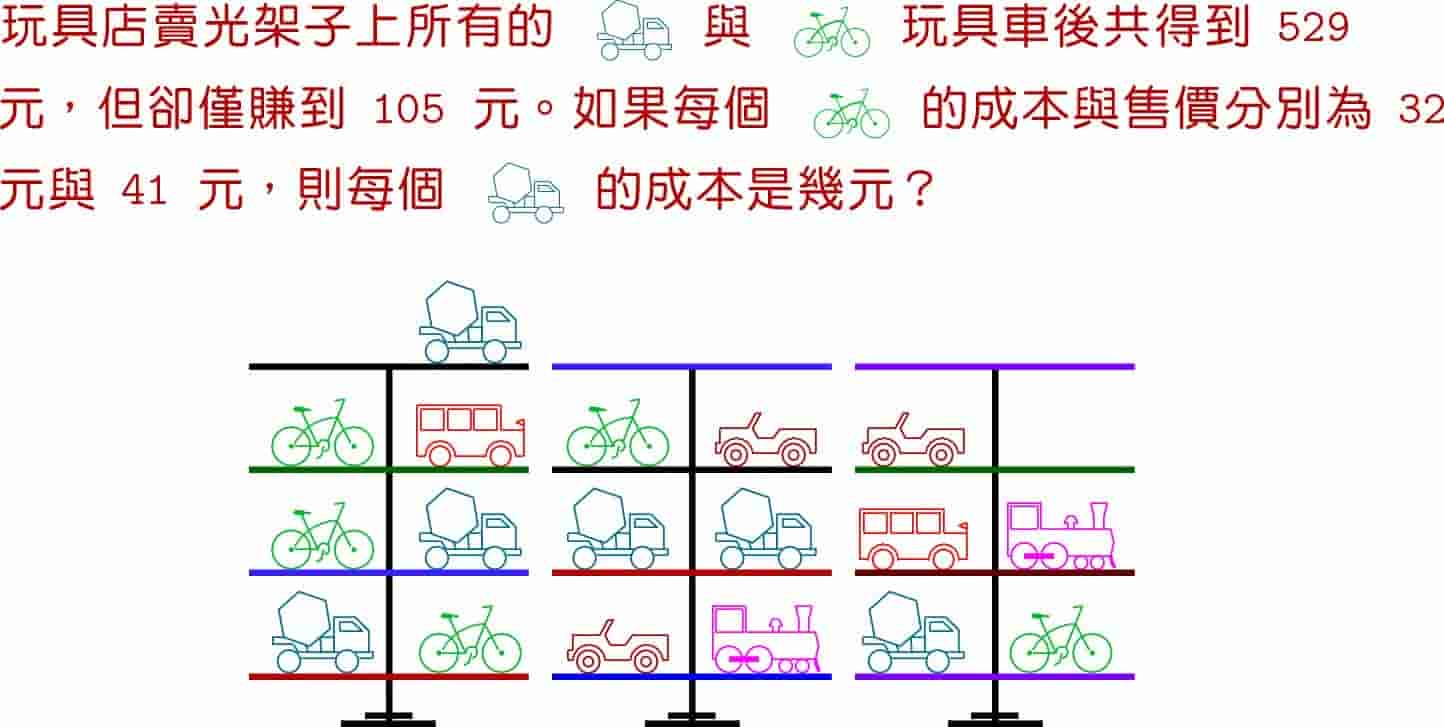 玩具店賣光架子上所有的 與 玩具車後共得到 529
元，但卻僅賺到 105 元。如果每個 的成本與售價分別為 32
元與 41 元，則每個 的成本是幾元？